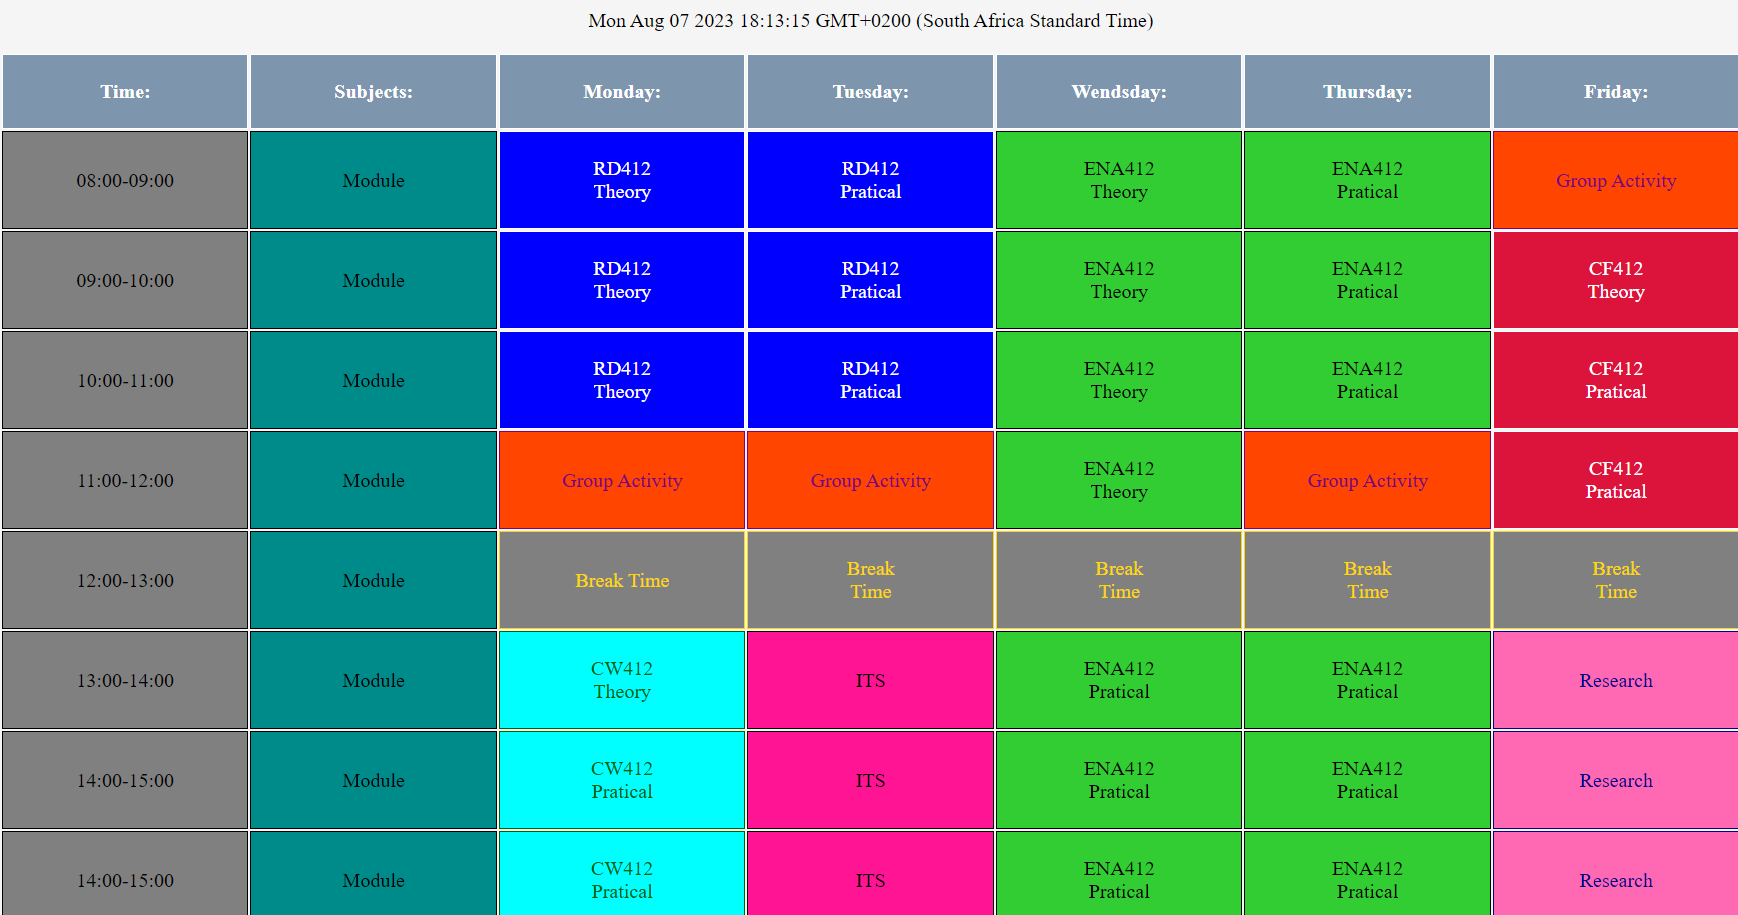 Mon Aug 07 2023 18:13:15 GMT+0200 (South Africa Standard Time)
Time: Subjects: Monday: Tuesday: Wendsday: Thursday: Friday:
08:00-09:00 Module RD412 Theory RD412 Pratical ENA412 Theory ENA412 Pratical Group Activity
09:00-10:00 Module RD412 Theory RD412 Pratical ENA412 Theory ENA412 Pratical CF412 Theory
10:00-11:00 Module RD412 Theory RD412 Pratical ENA412 Theory ENA412 Pratical CF412 Pratical
11:00-12:00 Module Group Activity Group Activity ENA412 Theory Group Activity CF412 Pratical
12:00-13:00 Module Break Time Break Time Break Time Break Time Break Time
13:00-14:00 Module CW412 Theory ITS ENA412 Pratical ENA412 Pratical Research
14:00-15:00 Module CW412 Pratical ITS ENA412 Pratical ENA412 Pratical Research
14:00-15:00 Module CW412 Pratical ITS ENA412 Pratical ENA412 Pratical Research